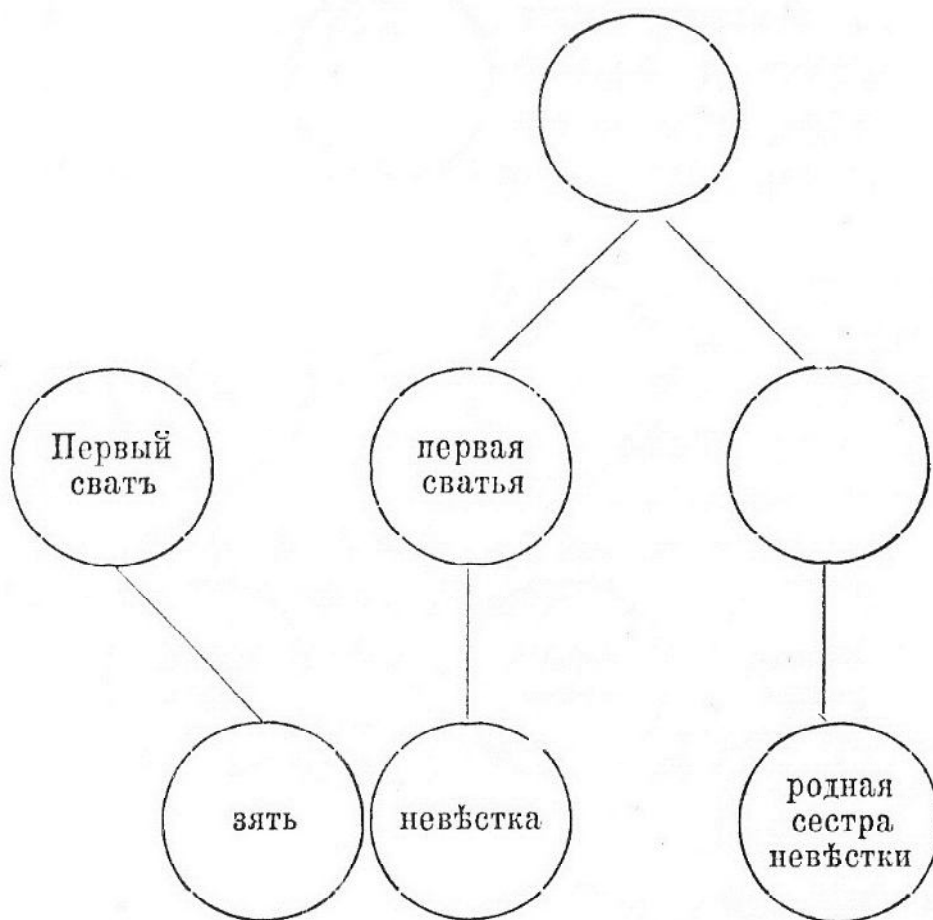 Первый
сватъ
первая
сватья
зять
невѣстка
родная
сестра
невѣстки